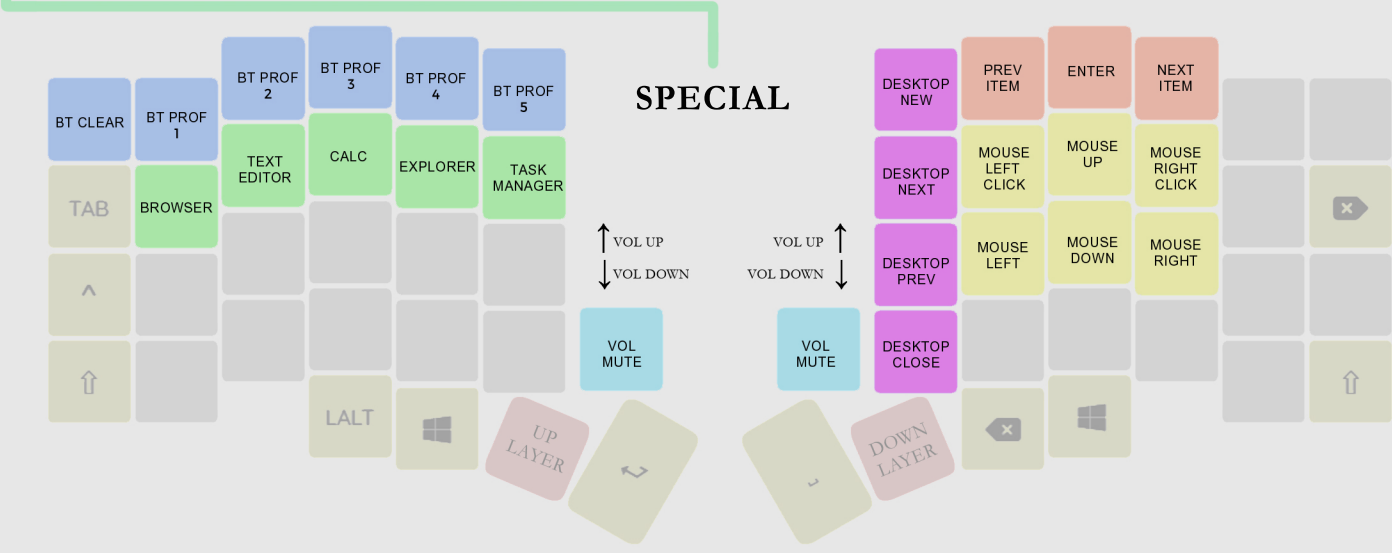 SPECIAL
BT CLEAR
BT PROF
1
BT PROF
2
BT PROF
3
BT PROF
4
BT PROF
5
TAB
BROWSER
TEXT
EDITOR
CALC
EXPLORER
TASK
MANAGER
^
VOL UP
VOL DOWN
VOL
MUTE
LALT
UP
LAYER
DESKTOP
NEW
PREV
ITEM
ENTER
NEXT
ITEM
DESKTOP
NEXT
MOUSE
LEFT
CLICK
MOUSE
UP
MOUSE
RIGHT
CLICK
VOL UP
VOL DOWN
DESKTOP
PREV
MOUSE
LEFT
MOUSE
DOWN
MOUSE
RIGHT
VOL
MUTE
DESKTOP
CLOSE
DOWN
LAYER